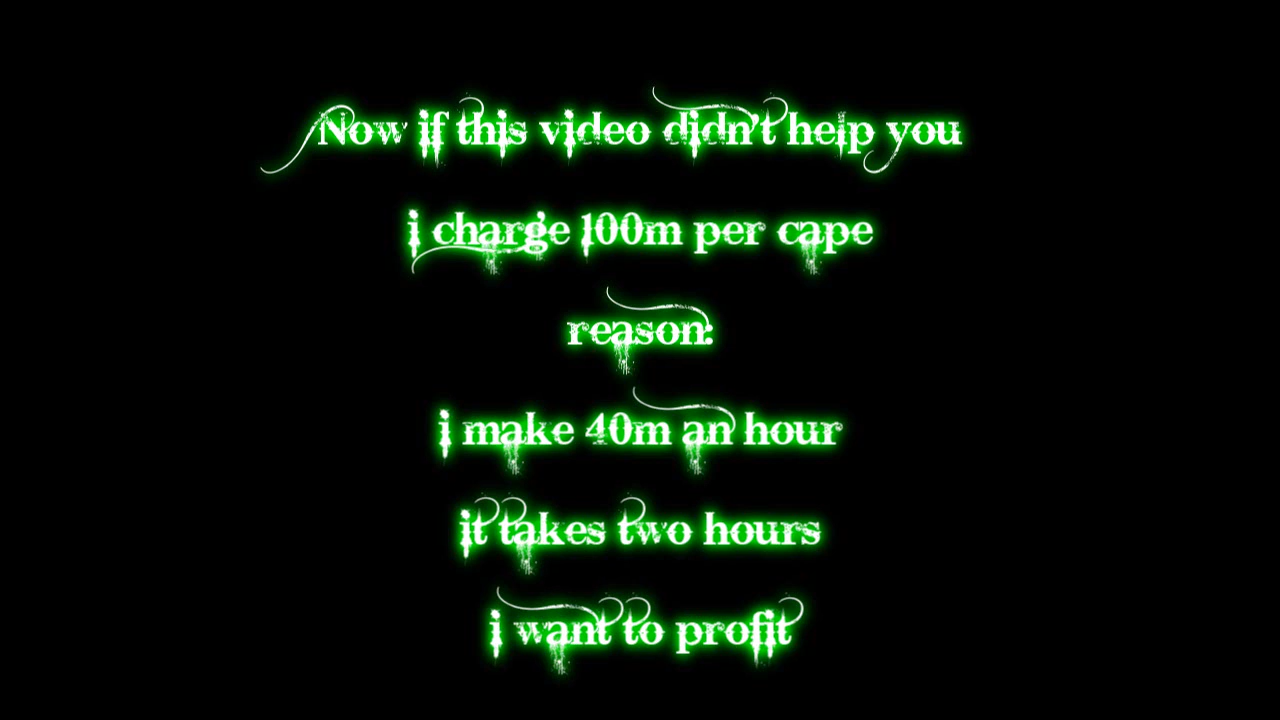 Now if this video didn't help you
i charge 100m per cape
reason:
i make 40m an hour
it takes two hours
i want to profit